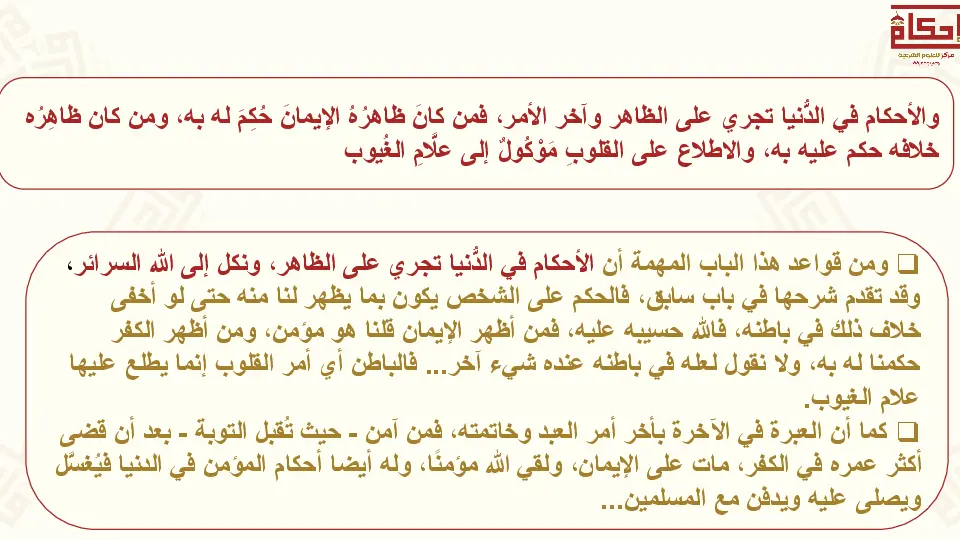 إحكام
مركز للعلوم الشرعية
والأحكام في الدُّنيا تجري على الظاهر وآخر الأمر، فمن كانَ ظاهرُهُ الإيمانَ حُكِمَ له به، ومن كان ظاهِرُه
خلافه حكم عليه به، والاطلاع على القلوبِ مَوْكُولٌ إلى علَّامِ الغُيوب
❑ ومن قواعد هذا الباب المهمة أن الأحكام في الدُّنيا تجري على الظاهر، ونكل إلى الله السرائر،
وقد تقدم شرحها في باب سابق، فالحكم على الشخص يكون بما يظهر لنا منه حتى لو أخفى
خلاف ذلك في باطنه، فالله حسيبه عليه، فمن أظهر الإيمان قلنا هو مؤمن، ومن أظهر الكفر
حكمنا له به، ولا نقول لعله في باطنه عنده شيء آخر... فالباطن أي أمر القلوب إنما يطلع عليها
علام الغيوب.
❑ كما أن العبرة في الآخرة بأخر أمر العبد وخاتمته، فمن آمن - حيث تُقبل التوبة - بعد أن قضى
أكثر عمره في الكفر، مات على الإيمان، ولقي الله مؤمنًا، وله أيضا أحكام المؤمن في الدنيا فيُغسَّل
ويصلى عليه ويدفن مع المسلمين...